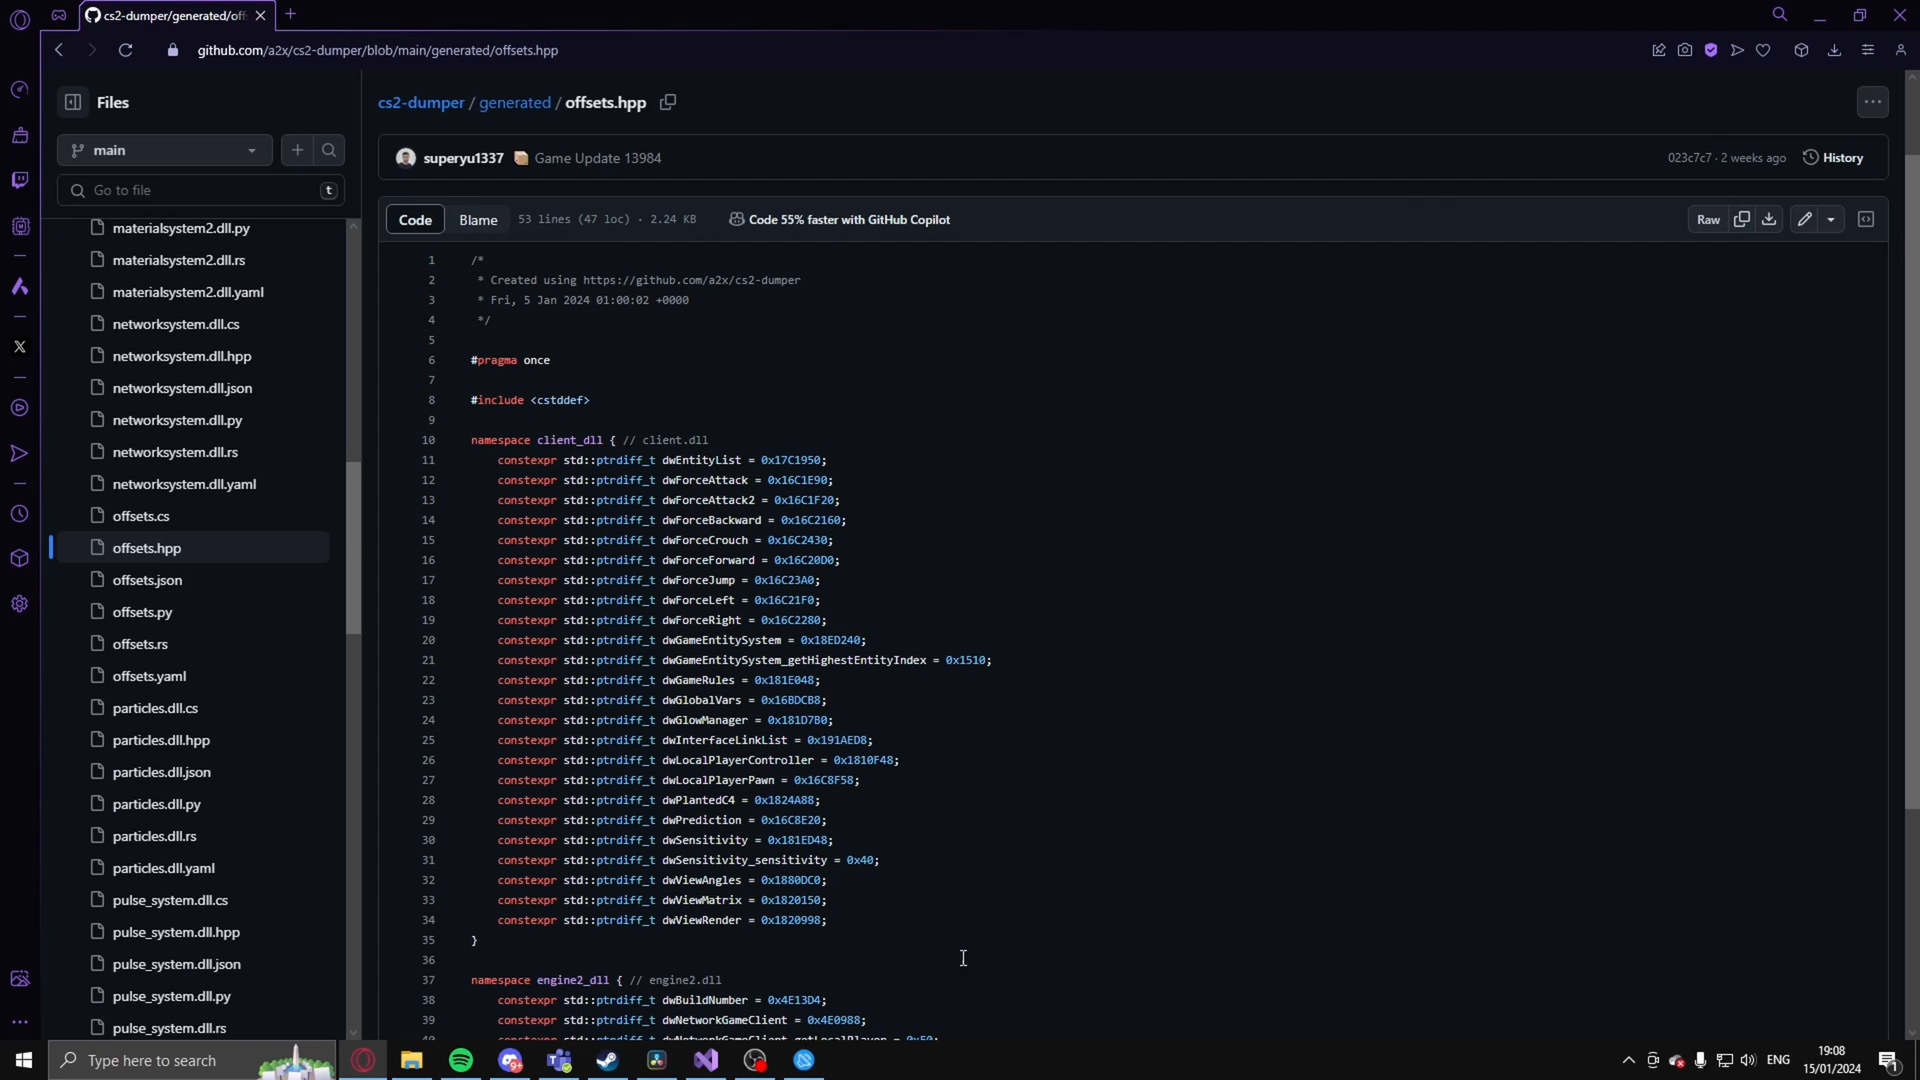 cs2-dumper/generated/off
github.com/a2x/cs2-dumper/blob/main/generated/offsets.hpp
Files
main
Go to file
t
materialsystem2.dll.py
materialsystem2.dll.rs
materialsystem2.dll.yaml
networksystem.dll.cs
networksystem.dll.hpp
networksystem.dll.json
networksystem.dll.py
networksystem.dll.rs
networksystem.dll.yaml
offsets.cs
offsets.hpp
offsets.json
offsets.py
offsets.rs
offsets.yaml
particles.dll.cs
particles.dll.hpp
particles.dll.json
particles.dll.py
particles.dll.rs
particles.dll.yaml
pulse_system.dll.cs
pulse_system.dll.hpp
pulse_system.dll.json
pulse_system.dll.py
pulse_system.dll.rs
cs2-dumper / generated / offsets.hpp
superyu1337 Game Update 13984
023c7c7 · 2 weeks ago History
Code Blame 53 lines (47 loc) · 2.24 KB Code 55% faster with GitHub Copilot Raw
1 /*
2 * Created using https://github.com/a2x/cs2-dumper
3 * Fri, 5 Jan 2024 01:00:02 +0000
4 */
5
6 #pragma once
7
8 #include <cstddef>
9
10 namespace client_dll { // client.dll
11 constexpr std::ptrdiff_t dwEntityList = 0x17C1950;
12 constexpr std::ptrdiff_t dwForceAttack = 0x16C1E90;
13 constexpr std::ptrdiff_t dwForceAttack2 = 0x16C1F20;
14 constexpr std::ptrdiff_t dwForceBackward = 0x16C2160;
15 constexpr std::ptrdiff_t dwForceCrouch = 0x16C2430;
16 constexpr std::ptrdiff_t dwForceForward = 0x16C20D0;
17 constexpr std::ptrdiff_t dwForceJump = 0x16C23A0;
18 constexpr std::ptrdiff_t dwForceLeft = 0x16C21F0;
19 constexpr std::ptrdiff_t dwForceRight = 0x16C2280;
20 constexpr std::ptrdiff_t dwGameEntitySystem = 0x18ED240;
21 constexpr std::ptrdiff_t dwGameEntitySystem_getHighestEntityIndex = 0x1510;
22 constexpr std::ptrdiff_t dwGameRules = 0x181E048;
23 constexpr std::ptrdiff_t dwGlobalVars = 0x16BDCB8;
24 constexpr std::ptrdiff_t dwGlowManager = 0x181D7B0;
25 constexpr std::ptrdiff_t dwInterfaceLinkList = 0x191AED8;
26 constexpr std::ptrdiff_t dwLocalPlayerController = 0x1810F48;
27 constexpr std::ptrdiff_t dwLocalPlayerPawn = 0x16C8F58;
28 constexpr std::ptrdiff_t dwPlantedC4 = 0x1824A88;
29 constexpr std::ptrdiff_t dwPrediction = 0x16C8E20;
30 constexpr std::ptrdiff_t dwSensitivity = 0x181ED48;
31 constexpr std::ptrdiff_t dwSensitivity_sensitivity = 0x40;
32 constexpr std::ptrdiff_t dwViewAngles = 0x1880DC0;
33 constexpr std::ptrdiff_t dwViewMatrix = 0x1820150;
34 constexpr std::ptrdiff_t dwViewRender = 0x1820998;
35 }
36
37 namespace engine2_dll { // engine2.dll
38 constexpr std::ptrdiff_t dwBuildNumber = 0x4E13D4;
39 constexpr std::ptrdiff_t dwNetworkGameClient = 0x4E0988;
Type here to search
9+
ENG
19:08
15/01/2024
1